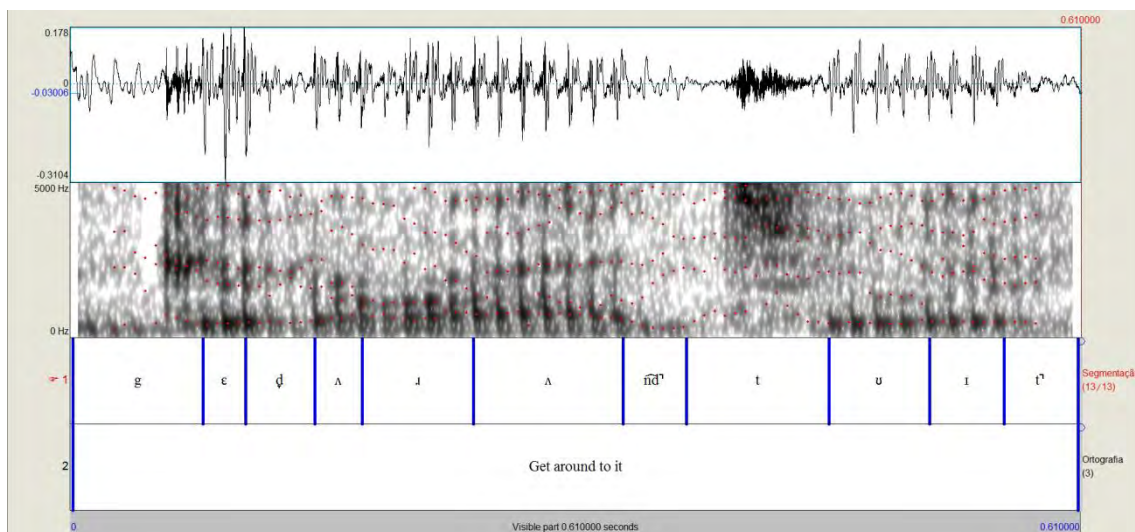 0.610000
0.178
0
-0.03006
-0.3104
5000 Hz
0 Hz
☞ 1
g ɛ d̬ ʌ ɹ ʌ n͡d̚ t ʊ ɪ t̚
Segmentaçã
(13/13)
2
Get around to it
Ortografia
(3)
0 Visible part 0.610000 seconds 0.610000